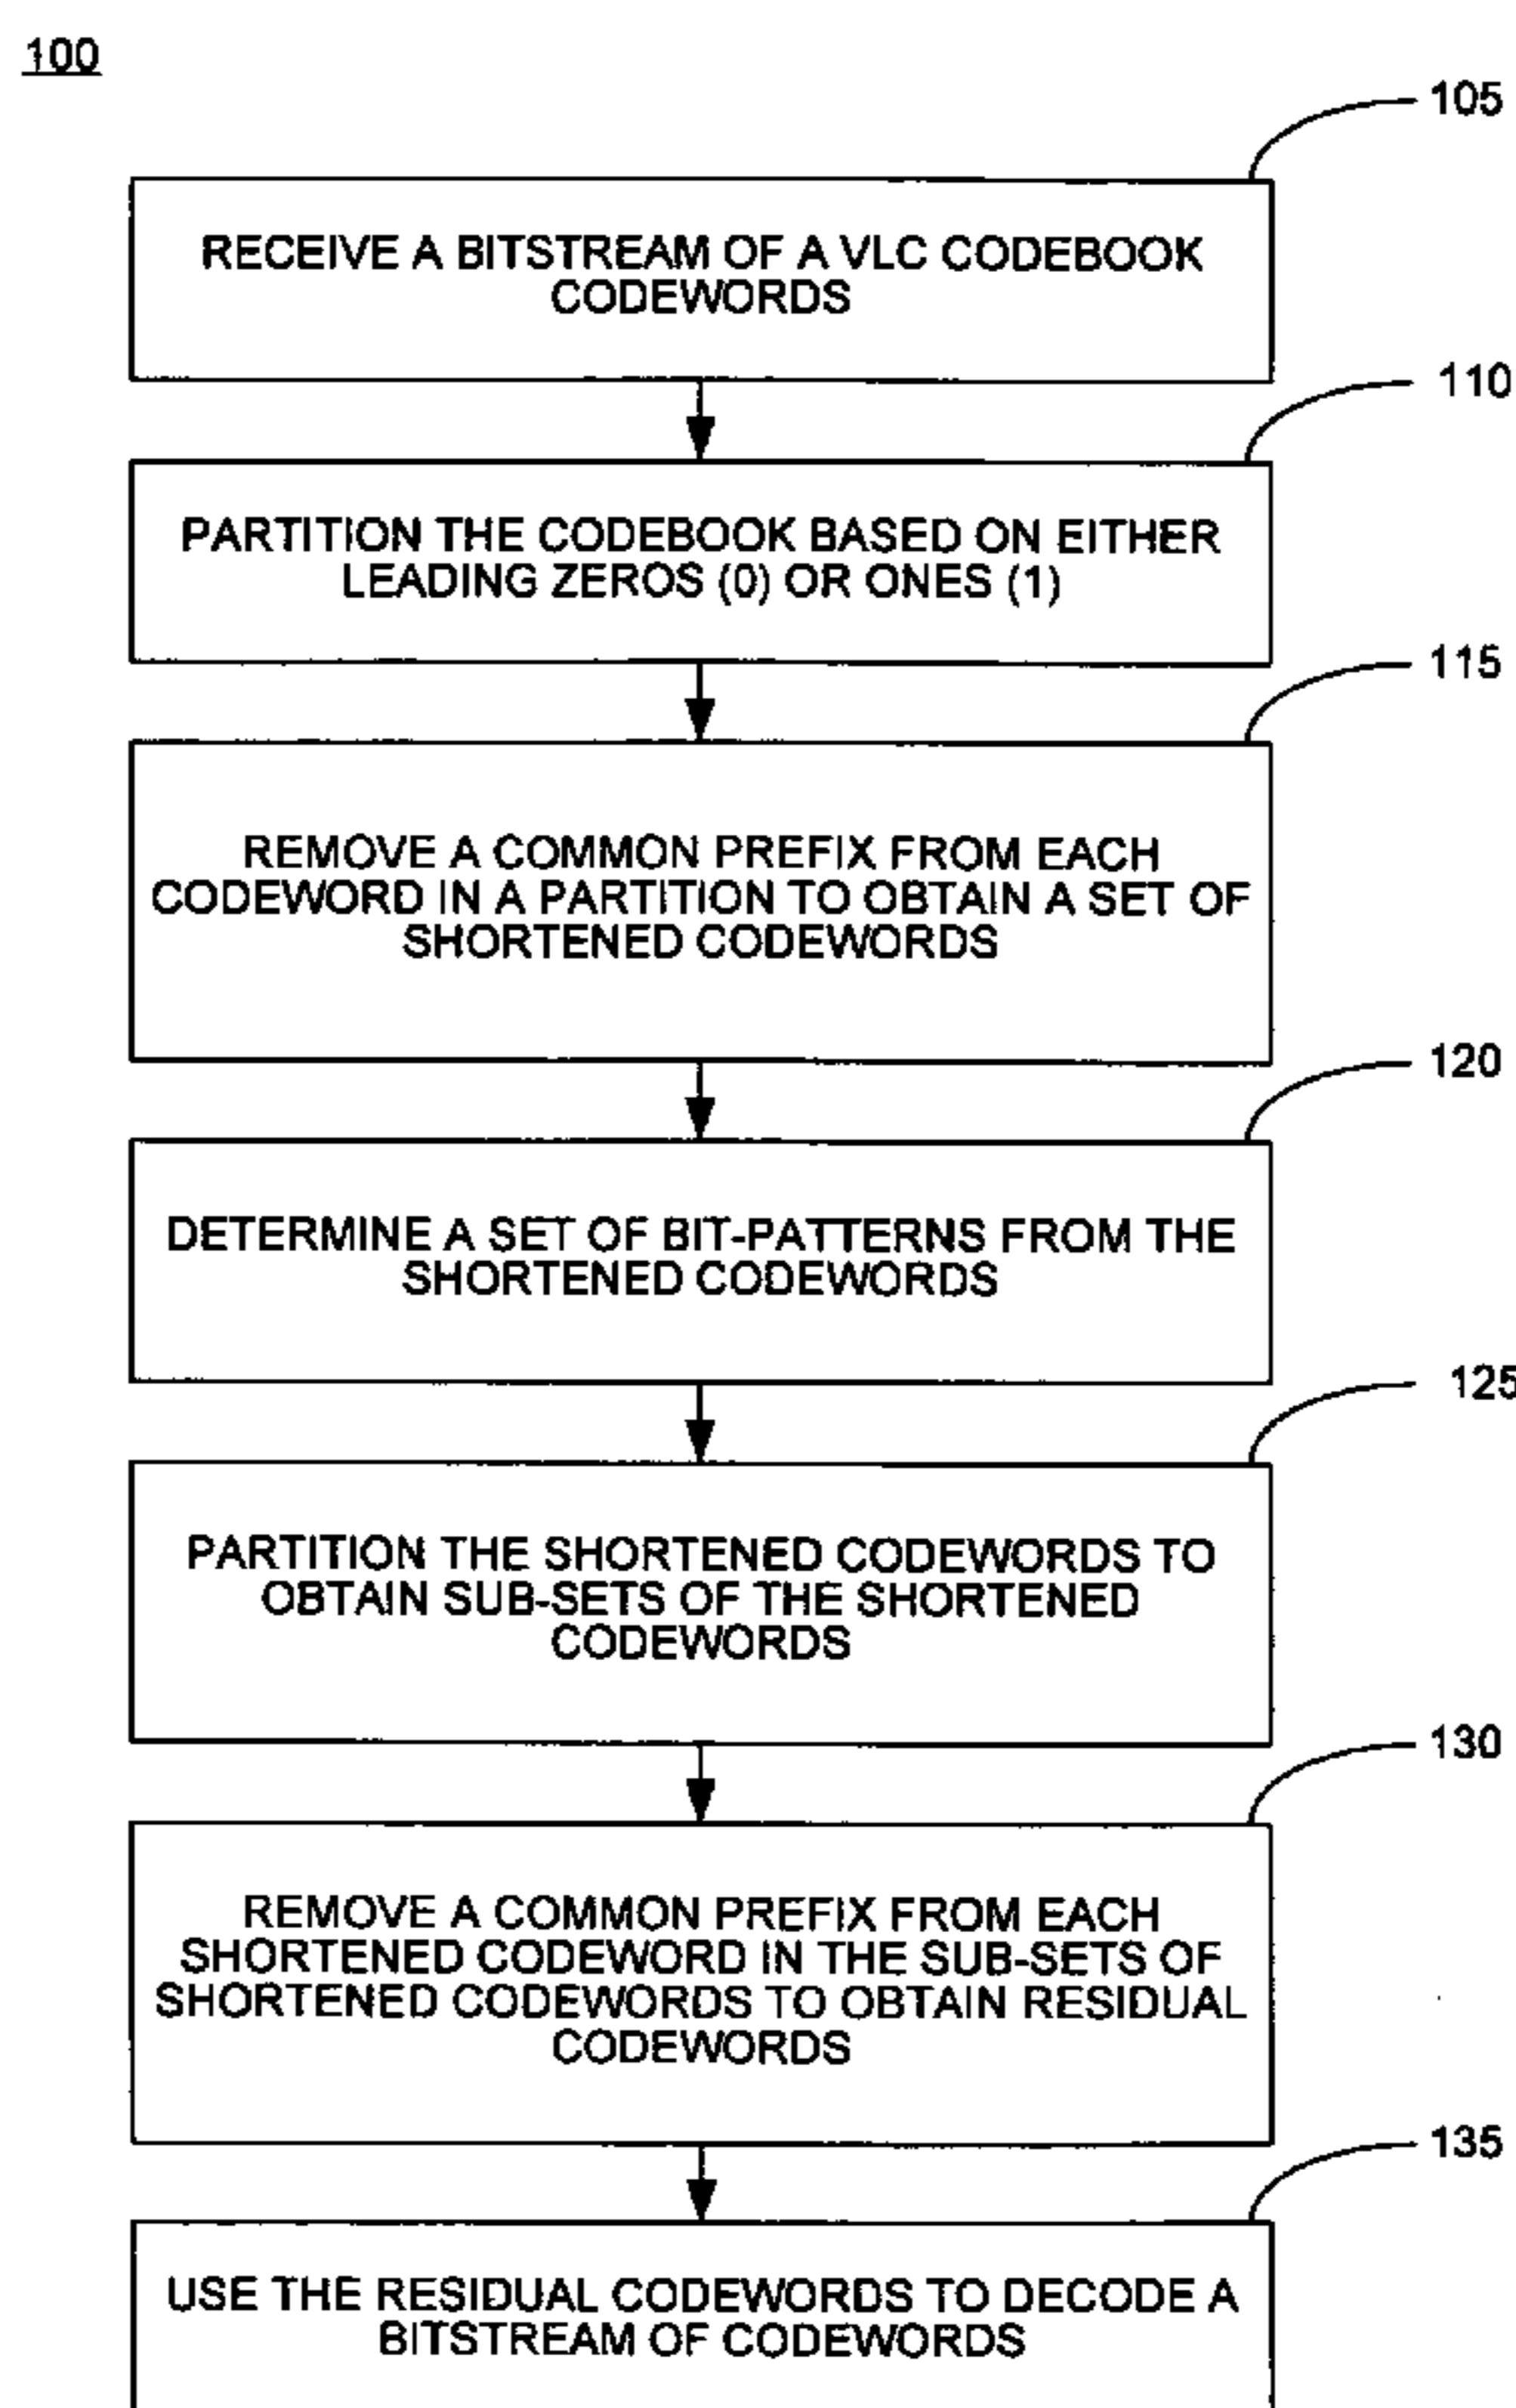 100
105
RECEIVE A BITSTREAM OF A VLC CODEBOOK
CODEWORDS
110
PARTITION THE CODEBOOK BASED ON EITHER
LEADING ZEROS (0) OR ONES (1)
115
REMOVE A COMMON PREFIX FROM EACH
CODEWORD IN A PARTITION TO OBTAIN A SET OF
SHORTENED CODEWORDS
120
DETERMINE A SET OF BIT-PATTERNS FROM THE
SHORTENED CODEWORDS
125
PARTITION THE SHORTENED CODEWORDS TO
OBTAIN SUB-SETS OF THE SHORTENED
CODEWORDS
130
REMOVE A COMMON PREFIX FROM EACH
SHORTENED CODEWORD IN THE SUB-SETS OF
SHORTENED CODEWORDS TO OBTAIN RESIDUAL
CODEWORDS
135
USE THE RESIDUAL CODEWORDS TO DECODE A
BITSTREAM OF CODEWORDS